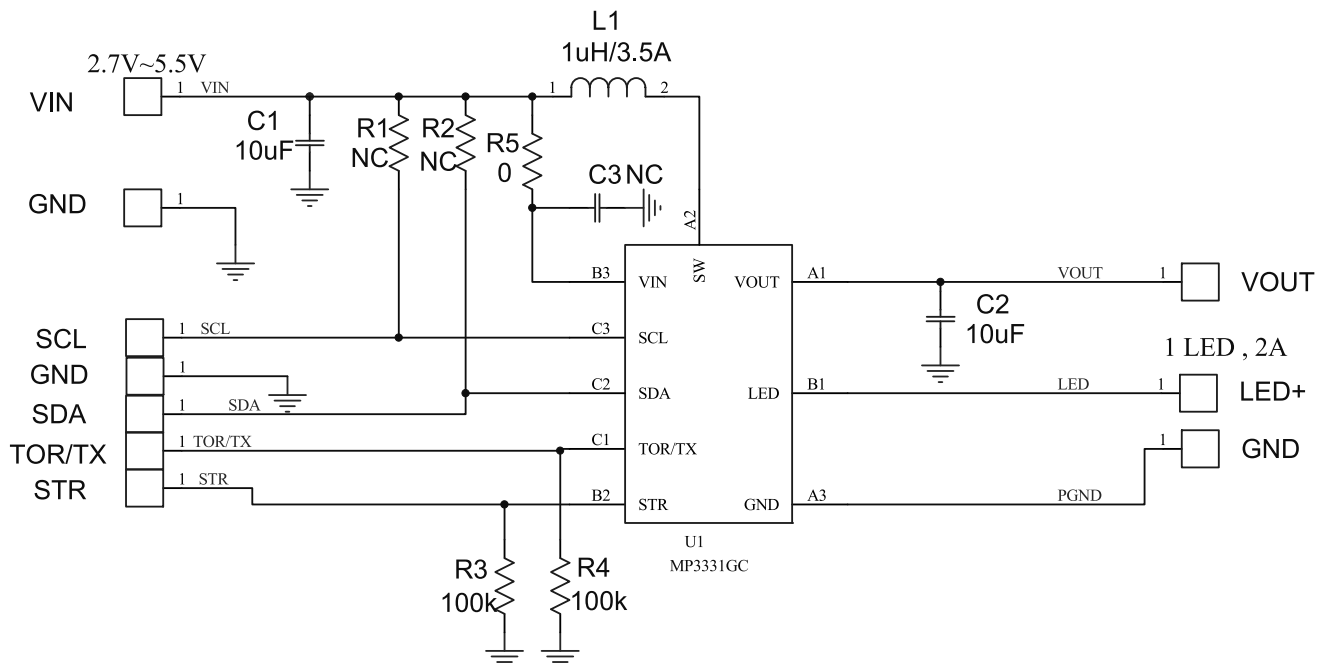 L1
1uH/3.5A
2.7V~5.5V
VIN
1 VIN
1
2
C1
10uF
R1
NC
R2
NC
R5
0
C3 NC
GND
1
A2
SW
B3
VIN
VOUT
A1
VOUT
1
VOUT
C2
10uF
SCL
1 SCL
C3
SCL
1 LED , 2A
GND
1
C2
SDA
LED
B1
LED
1
LED+
SDA
1
SDA
TOR/TX
1 TOR/TX
C1
TOR/TX
1
GND
STR
1 STR
B2
STR
GND
A3
PGND
U1
MP3331GC
R3
100k
R4
100k